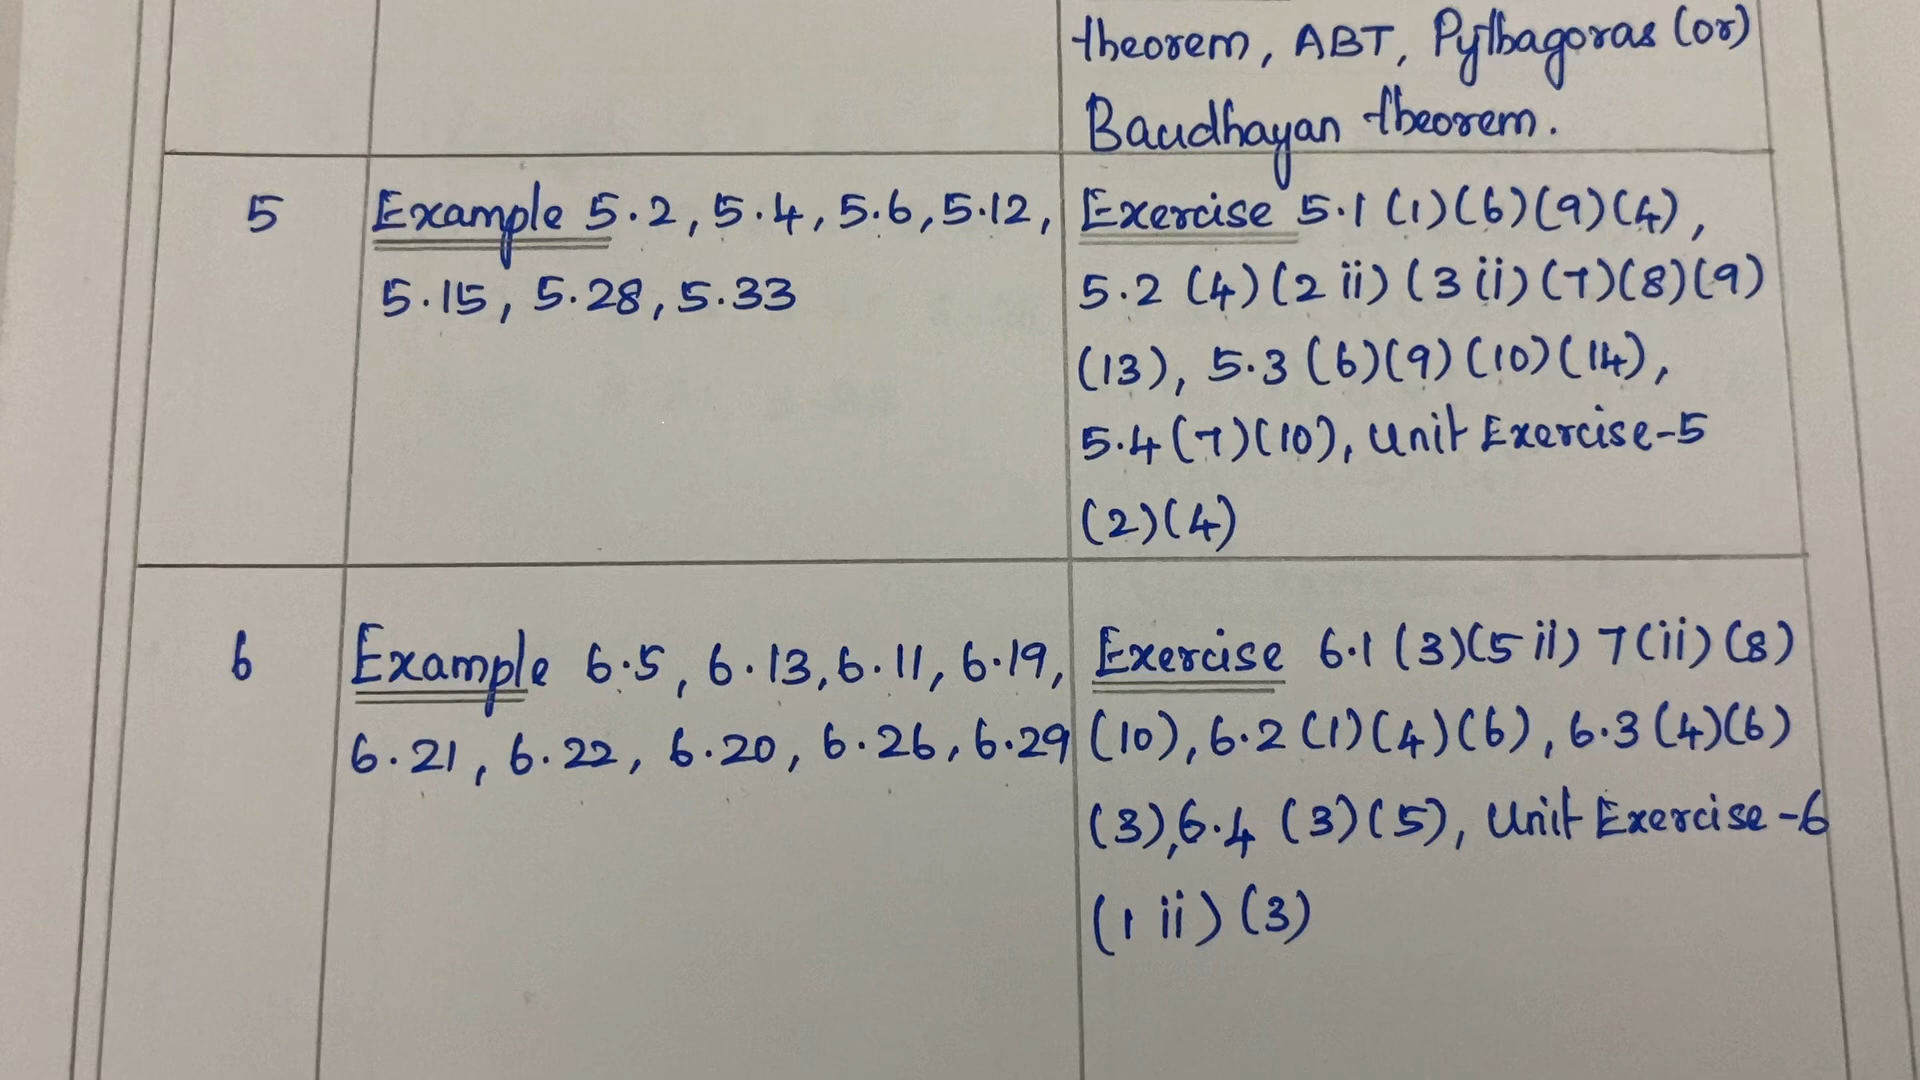 theorem, ABT, Pythagoras (or)
Baudhayan theorem.
5
Example 5.2, 5.4, 5.6, 5.12,
5.15, 5.28, 5.33
Exercise 5.1 (1)(6)(9)(4),
5.2 (4)(2 ii) (3 ii) (7)(8)(9)
(13), 5.3 (6)(9)(10)(14),
5.4 (7)(10), Unit Exercise-5
(2)(4)
6
Example 6.5, 6.13, 6.11, 6.19,
6.21, 6.22, 6.20, 6.26, 6.29
Exercise 6.1 (3)(5 ii) 7(ii) (8)
(10), 6.2 (1)(4)(6), 6.3 (4)(6)
(3), 6.4 (3)(5), Unit Exercise-6
(1 ii) (3)